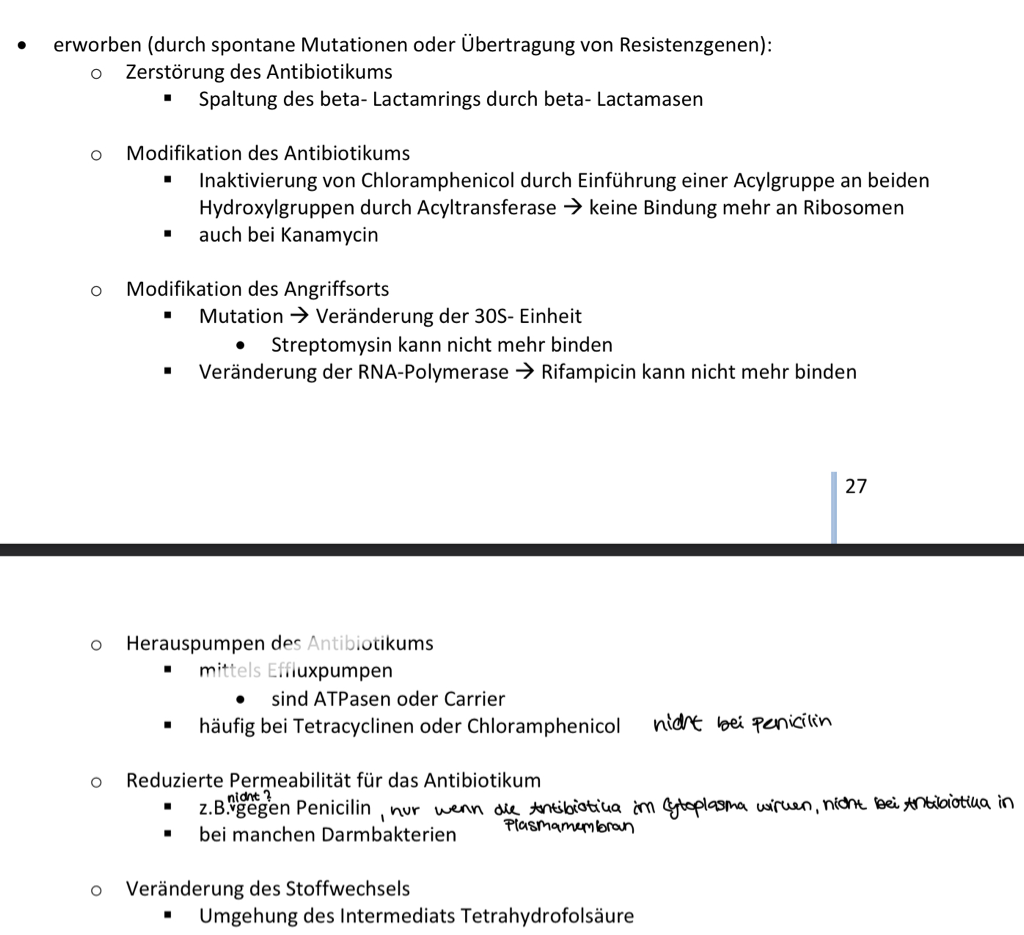 • erworben (durch spontane Mutationen oder Übertragung von Resistenzgenen):
o Zerstörung des Antibiotikums
▪ Spaltung des beta- Lactamrings durch beta- Lactamasen
o Modifikation des Antibiotikums
▪ Inaktivierung von Chloramphenicol durch Einführung einer Acylgruppe an beiden
Hydroxylgruppen durch Acyltransferase → keine Bindung mehr an Ribosomen
▪ auch bei Kanamycin
o Modifikation des Angriffsorts
▪ Mutation → Veränderung der 30S- Einheit
• Streptomysin kann nicht mehr binden
▪ Veränderung der RNA-Polymerase → Rifampicin kann nicht mehr binden
27
o Herauspumpen des Antibiotikums
▪ mittels Effluxpumpen
• sind ATPasen oder Carrier
▪ häufig bei Tetracyclinen oder Chloramphenicol nicht bei Penicilin
o Reduzierte Permeabilität für das Antibiotikum
nicht?
▪ z.B. gegen Penicilin, nur wenn die Antibiotika im Cytoplasma wirken, nicht bei Antibiotika in
Plasmamembran
▪ bei manchen Darmbakterien
o Veränderung des Stoffwechsels
▪ Umgehung des Intermediats Tetrahydrofolsäure